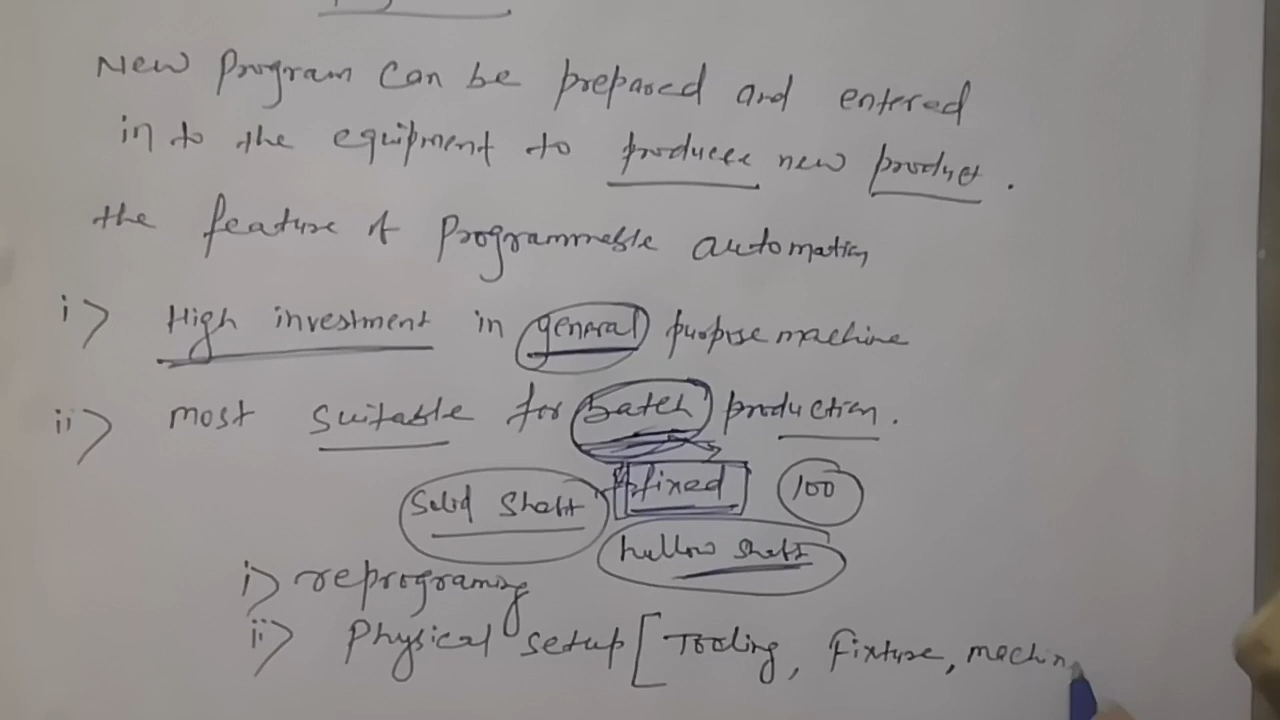 New Program can be prepared and entered
in to the equipment to producee new product.
the feature of Programmable automation
i) High investment in general purpose machine
ii) most suitable for batch production.
Solid Shaft fixed 100
hollow shaft
i) reprograming
ii) Physical setup [Tooling, Fixture, machin